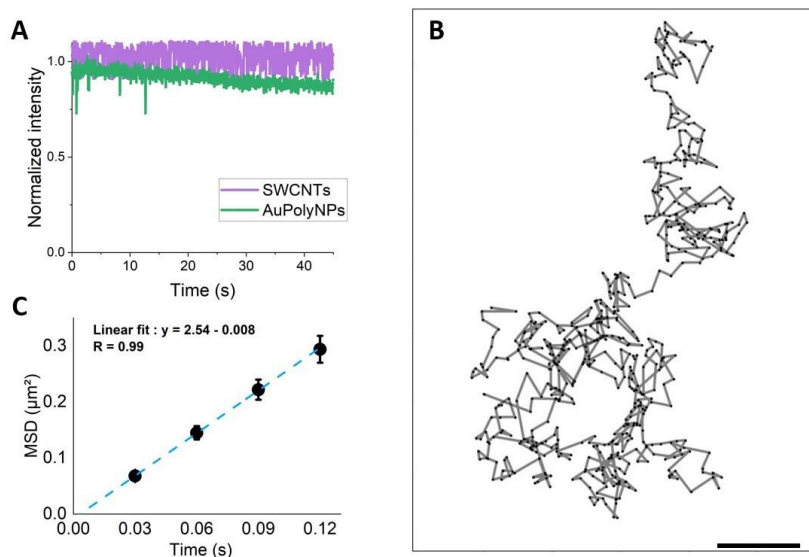 A
Normalized intensity
1.0
0.5
0.0
SWCNTs
AuPolyNPs
0 10 20 30 40
Time (s)
B
C
Linear fit : y = 2.54 - 0.008
R = 0.99
MSD (µm²)
0.3
0.2
0.1
0.0
0.00 0.03 0.06 0.09 0.12
Time (s)